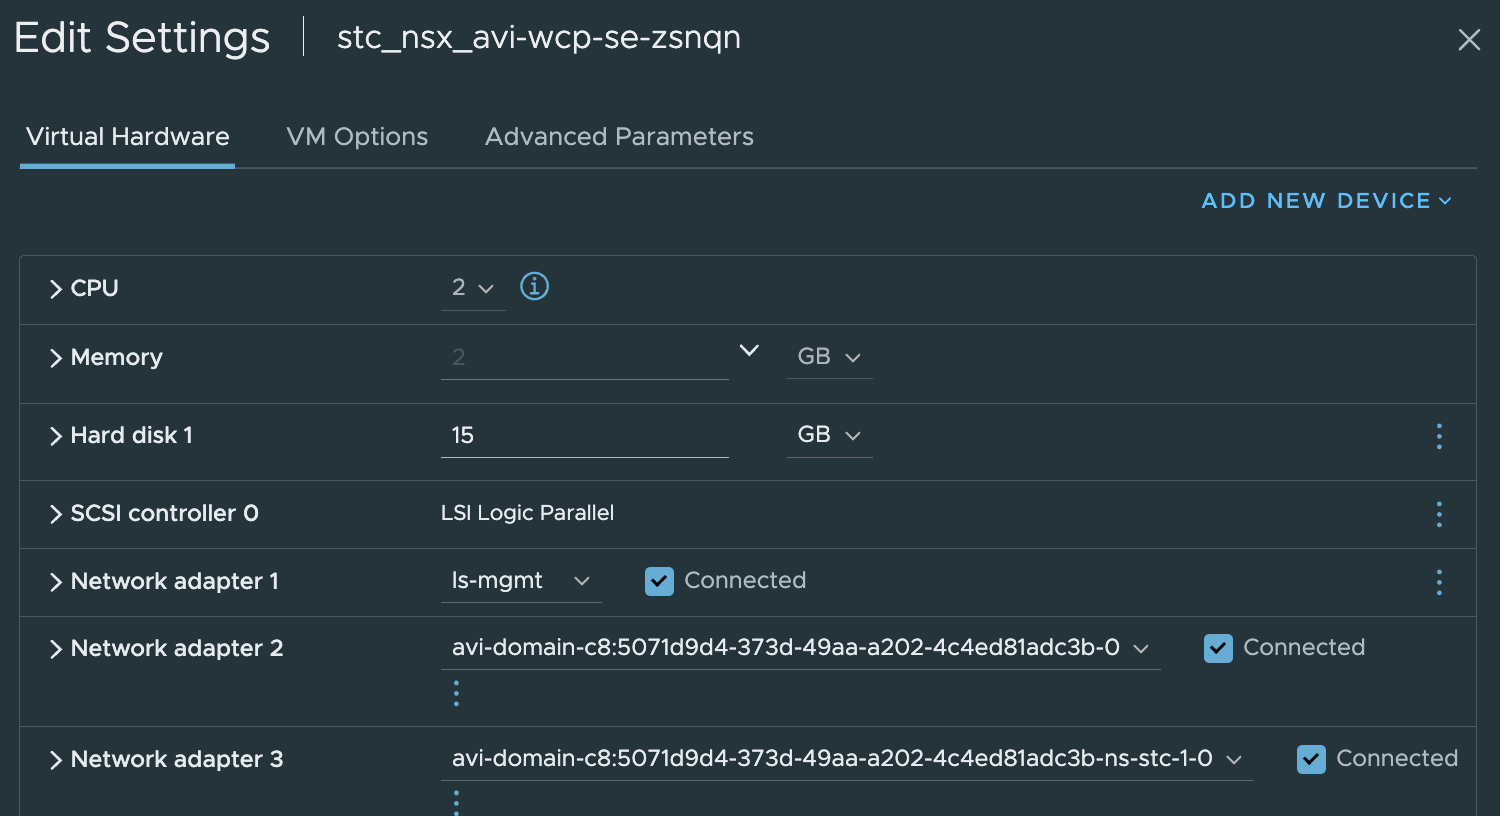 Edit Settings stc_nsx_avi-wcp-se-zsnqn
Virtual Hardware VM Options Advanced Parameters
ADD NEW DEVICE
CPU 2
Memory 2 GB
Hard disk 1 15 GB
SCSI controller 0 LSI Logic Parallel
Network adapter 1 ls-mgmt Connected
Network adapter 2 avi-domain-c8:5071d9d4-373d-49aa-a202-4c4ed81adc3b-0 Connected
Network adapter 3 avi-domain-c8:5071d9d4-373d-49aa-a202-4c4ed81adc3b-ns-stc-1-0 Connected